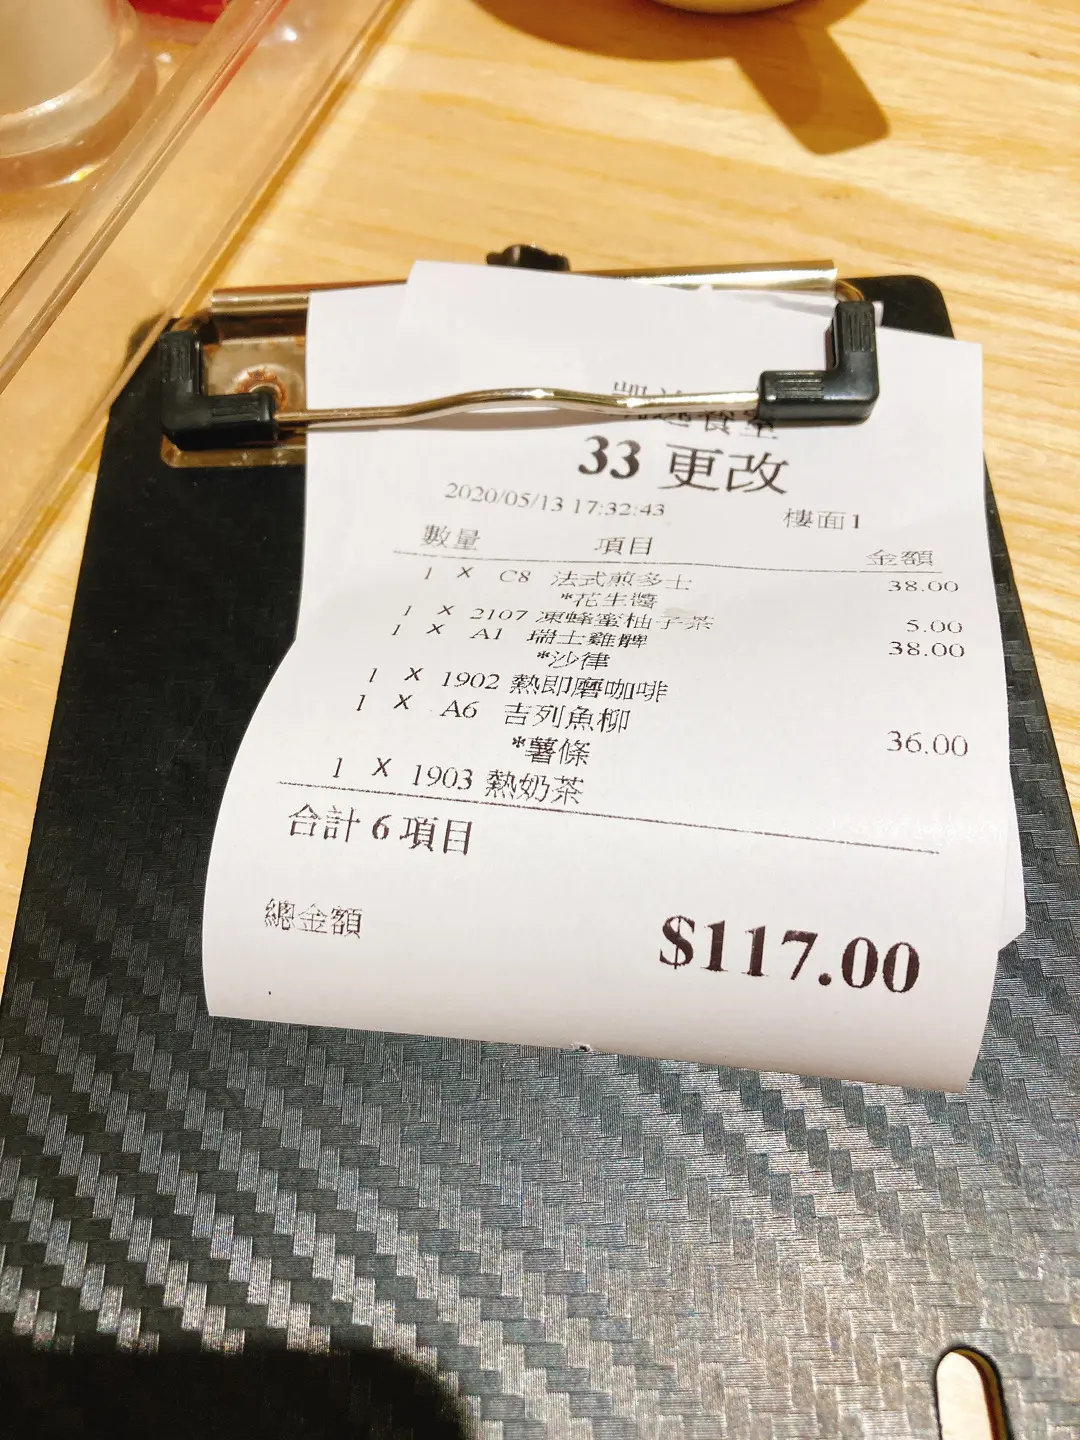 食室
33 更改
2020/05/13 17:32:43 樓面1
數量 項目 金額
1 X C8 法式煎多士 38.00
*花生醬
1 X 2107 凍蜂蜜柚子茶 5.00
1 X A1 瑞士雞髀 38.00
*沙律
1 X 1902 熱即磨咖啡
1 X A6 吉列魚柳 36.00
*薯條
1 X 1903 熱奶茶
合計 6 項目
總金額 $117.00